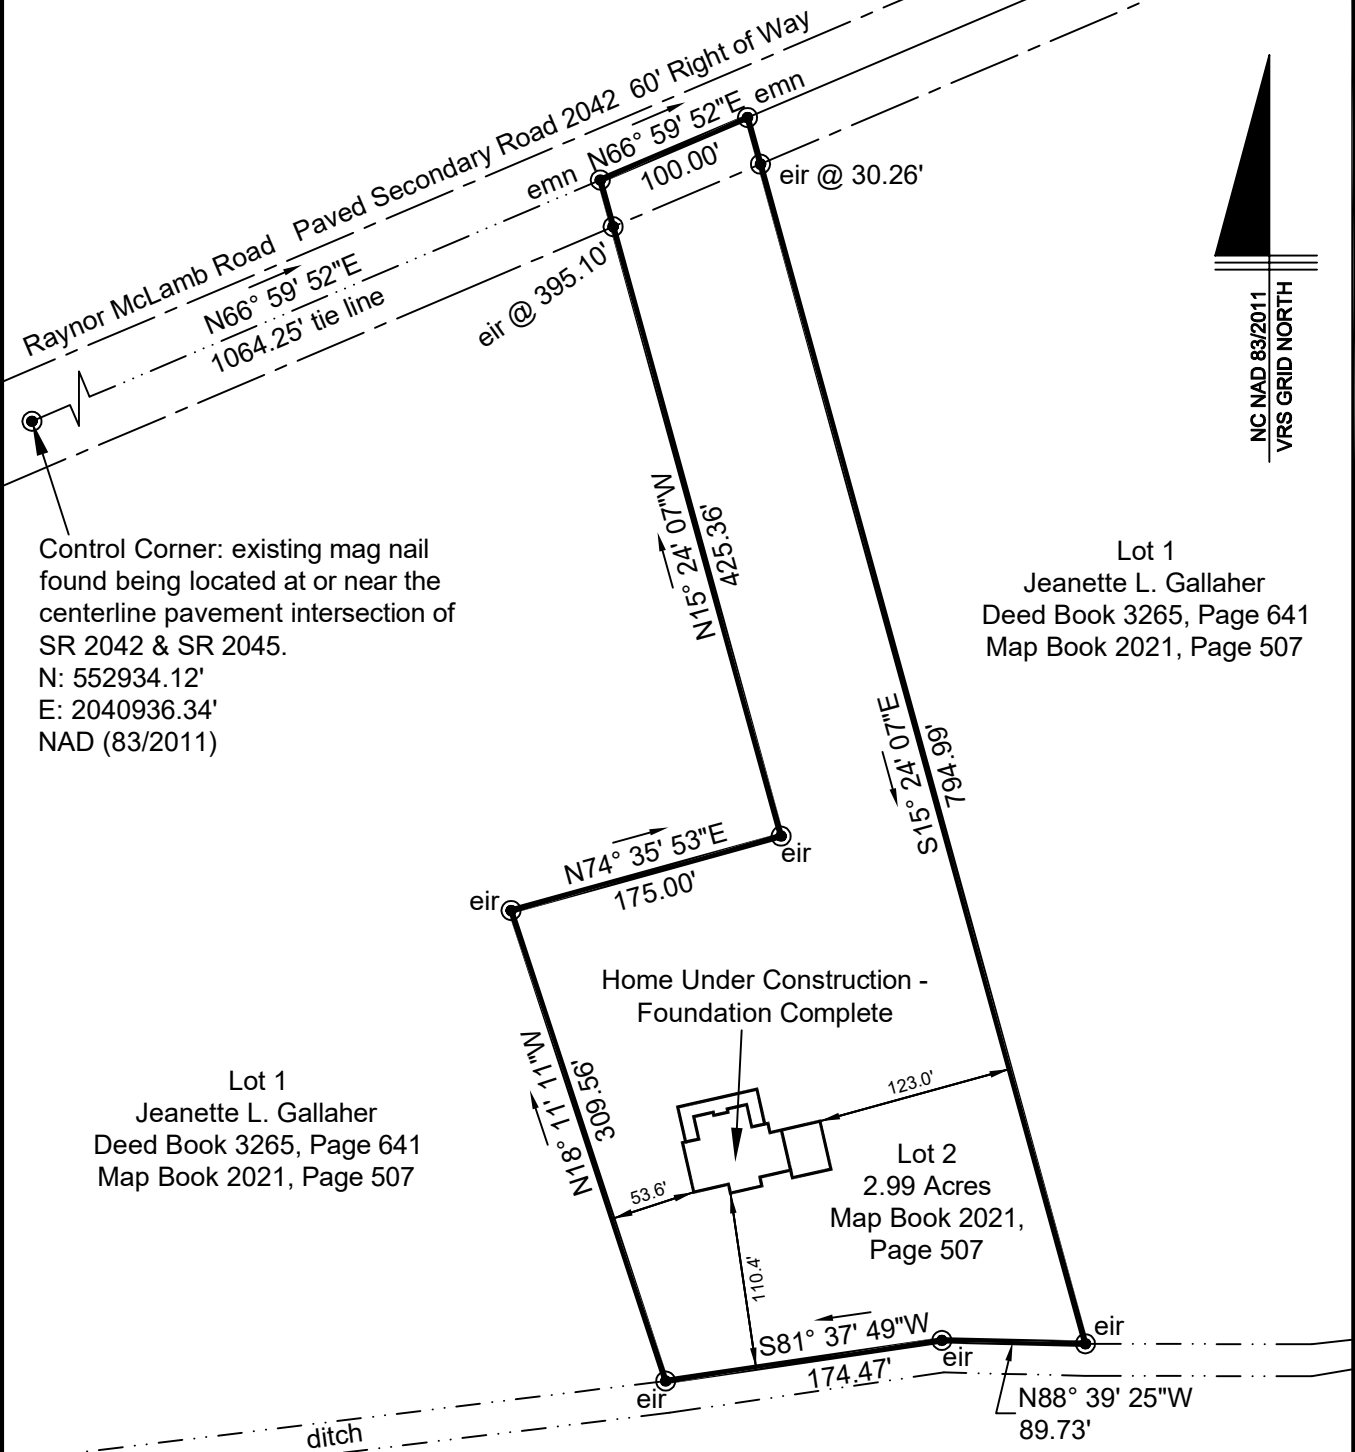 Raynor McLamb Road Paved Secondary Road 2042 60' Right of Way
N66° 59' 52"E
1064.25' tie line
emn
N66° 59' 52"E
100.00'
emn
eir @ 30.26'
eir @ 395.10'
NC NAD 83/2011
VRS GRID NORTH
Control Corner: existing mag nail
found being located at or near the
centerline pavement intersection of
SR 2042 & SR 2045.
N: 552934.12'
E: 2040936.34'
NAD (83/2011)
N15° 24' 07"W
425.36'
Lot 1
Jeanette L. Gallaher
Deed Book 3265, Page 641
Map Book 2021, Page 507
S15° 24' 07"E
794.99'
N74° 35' 53"E
175.00'
eir
eir
Home Under Construction -
Foundation Complete
N18° 11' 11"W
309.56'
Lot 1
Jeanette L. Gallaher
Deed Book 3265, Page 641
Map Book 2021, Page 507
123.0'
53.6'
110.4'
Lot 2
2.99 Acres
Map Book 2021,
Page 507
S81° 37' 49"W
174.47'
eir
eir
eir
N88° 39' 25"W
89.73'
ditch